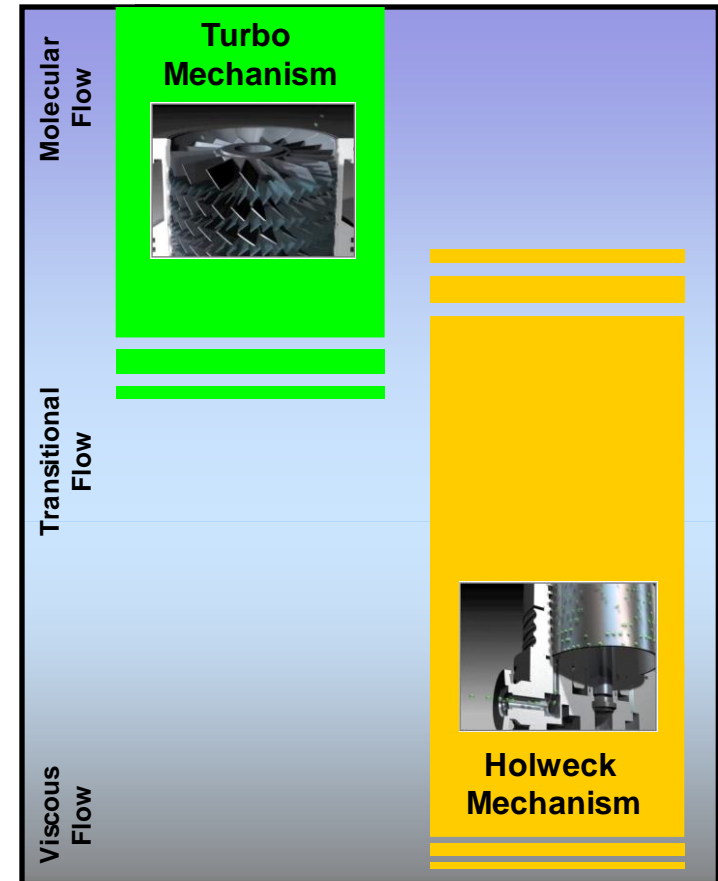 Molecular
Flow
Turbo
Mechanism
Transitional
Flow
Viscous
Flow
Holweck
Mechanism